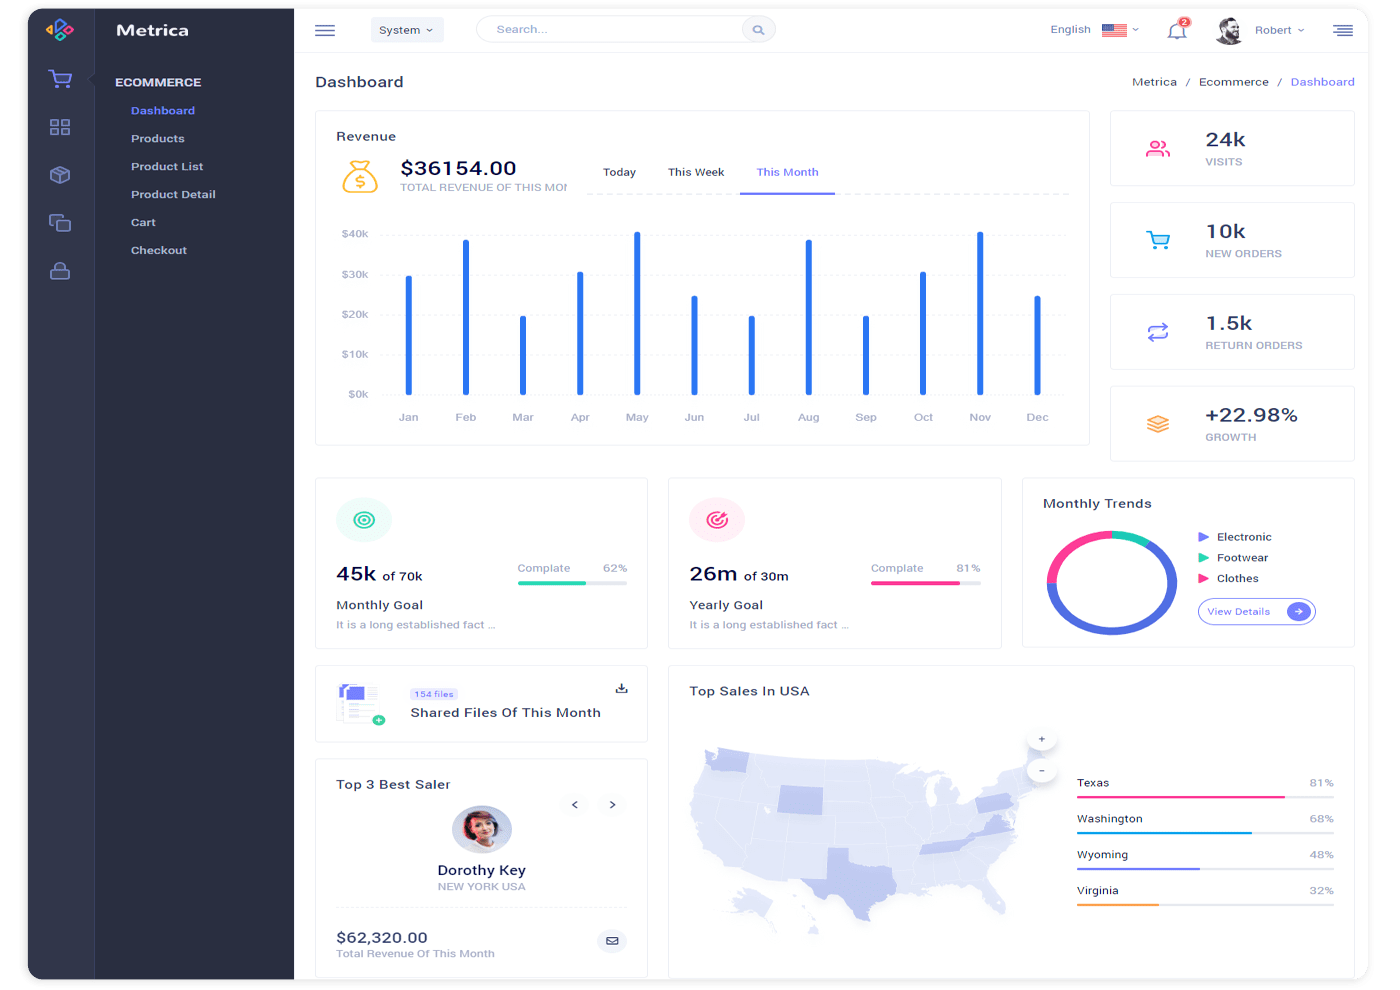 Metrica
System
Search...
English
2
Robert
ECOMMERCE
Dashboard
Products
Product List
Product Detail
Cart
Checkout
Dashboard
Metrica / Ecommerce / Dashboard
Revenue
$36154.00
TOTAL REVENUE OF THIS MON
Today This Week This Month
$40k
$30k
$20k
$10k
$0k
Jan Feb Mar Apr May Jun Jul Aug Sep Oct Nov Dec
24k
VISITS
10k
NEW ORDERS
1.5k
RETURN ORDERS
+22.98%
GROWTH
45k of 70k
Complate 62%
Monthly Goal
It is a long established fact ...
26m of 30m
Complate 81%
Yearly Goal
It is a long established fact ...
Monthly Trends
Electronic
Footwear
Clothes
View Details
154 files
Shared Files Of This Month
Top 3 Best Saler
Dorothy Key
NEW YORK USA
$62,320.00
Total Revenue Of This Month
Top Sales In USA
+
-
Texas 81%
Washington 68%
Wyoming 48%
Virginia 32%